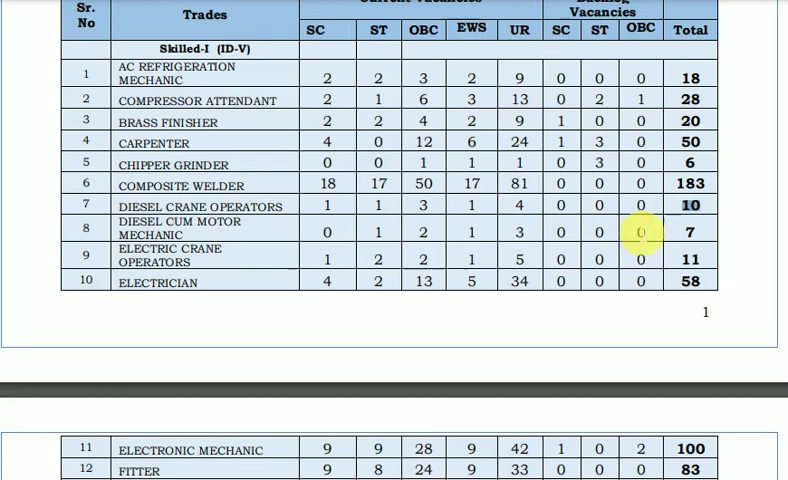 Sr. No Trades Vacancies Vacancies
SC ST OBC EWS UR SC ST OBC Total
Skilled-I (ID-V)
1 AC REFRIGERATION MECHANIC 2 2 3 2 9 0 0 0 18
2 COMPRESSOR ATTENDANT 2 1 6 3 13 0 2 1 28
3 BRASS FINISHER 2 2 4 2 9 1 0 0 20
4 CARPENTER 4 0 12 6 24 1 3 0 50
5 CHIPPER GRINDER 0 0 1 1 1 0 3 0 6
6 COMPOSITE WELDER 18 17 50 17 81 0 0 0 183
7 DIESEL CRANE OPERATORS 1 1 3 1 4 0 0 0 10
8 DIESEL CUM MOTOR MECHANIC 0 1 2 1 3 0 0 0 7
9 ELECTRIC CRANE OPERATORS 1 2 2 1 5 0 0 0 11
10 ELECTRICIAN 4 2 13 5 34 0 0 0 58
1
11 ELECTRONIC MECHANIC 9 9 28 9 42 1 0 2 100
12 FITTER 9 8 24 9 33 0 0 0 83